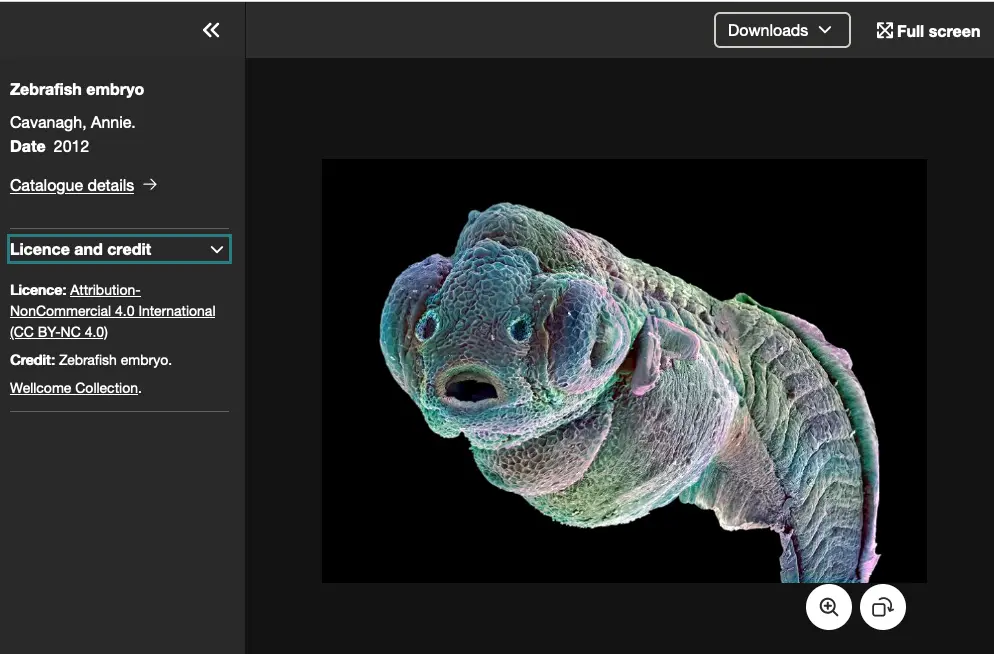 Downloads
Full screen
Zebrafish embryo
Cavanagh, Annie.
Date 2012
Catalogue details
Licence and credit
Licence: Attribution-
NonCommercial 4.0 International
(CC BY-NC 4.0)
Credit: Zebrafish embryo.
Wellcome Collection.